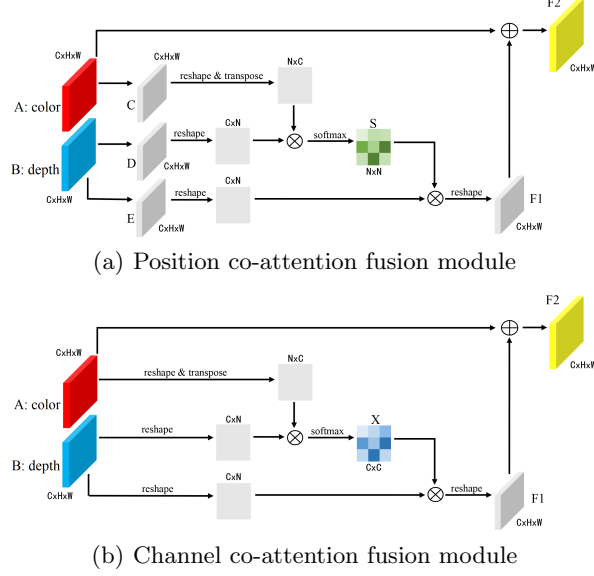 F2
CxHxW
CxHxW
CxHxW
NxC
reshape & transpose
A: color
C
CxN
S
reshape
softmax
B: depth
D
CxHxW
NxN
CxN
reshape
reshape
F1
CxHxW
E
CxHxW
CxHxW
(a) Position co-attention fusion module
F2
CxHxW
CxHxW
NxC
reshape & transpose
A: color
CxN
X
reshape
softmax
B: depth
CxC
CxN
reshape
reshape
F1
CxHxW
CxHxW
(b) Channel co-attention fusion module